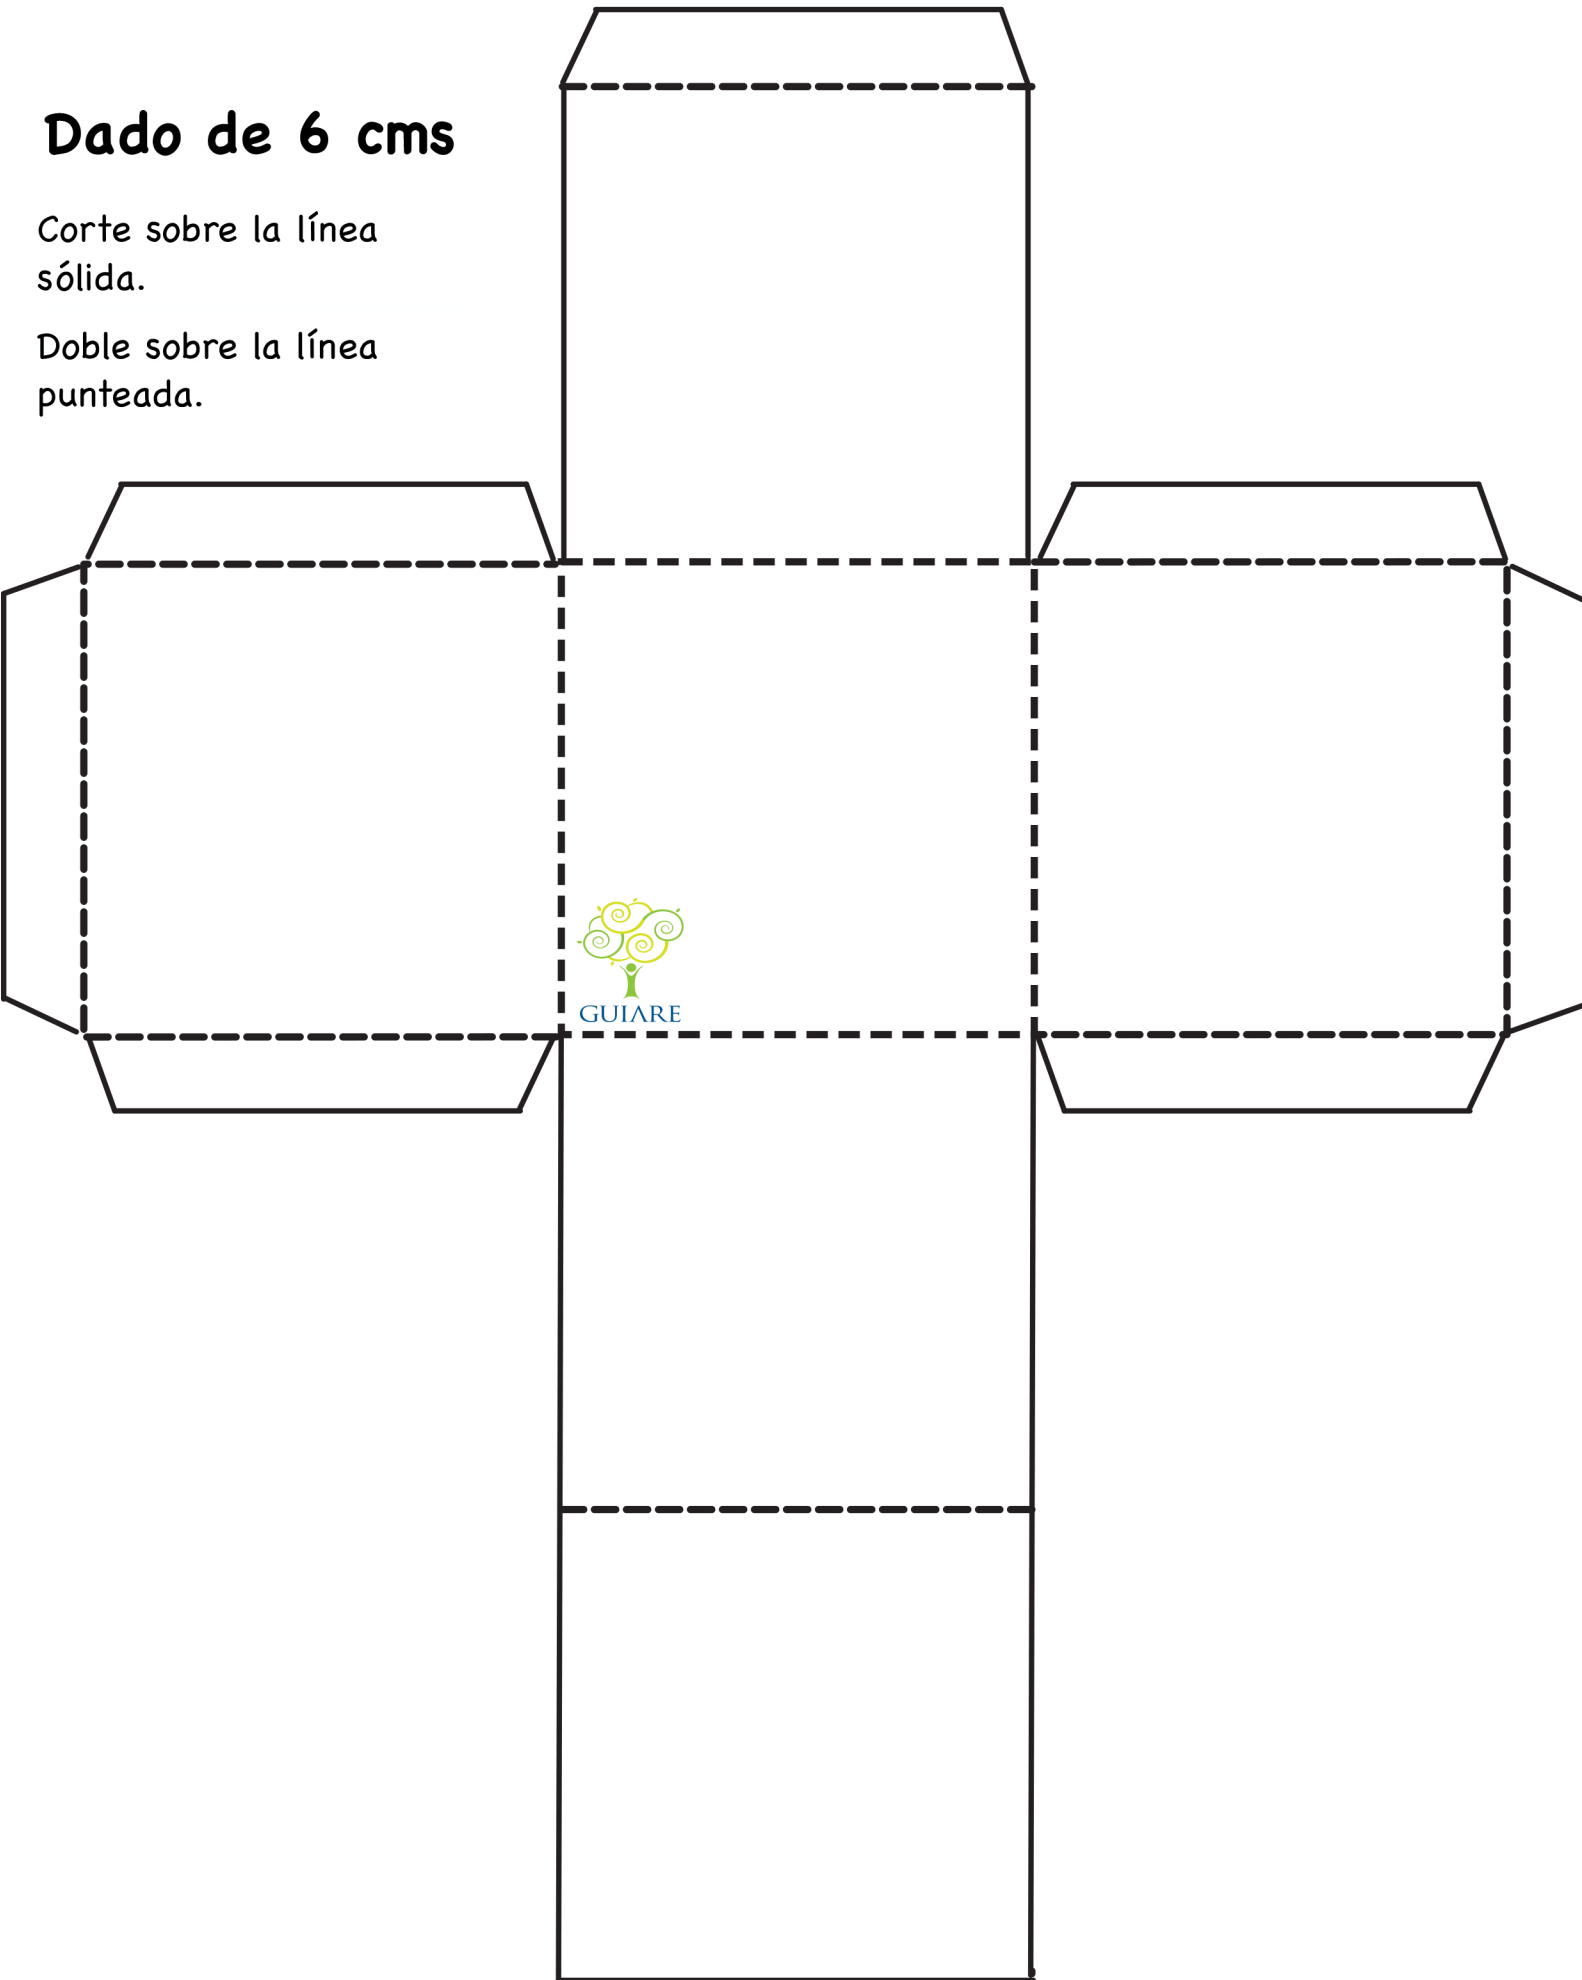 Dado de 6 cms
Corte sobre la línea
sólida.
Doble sobre la línea
punteada.
GUIARE